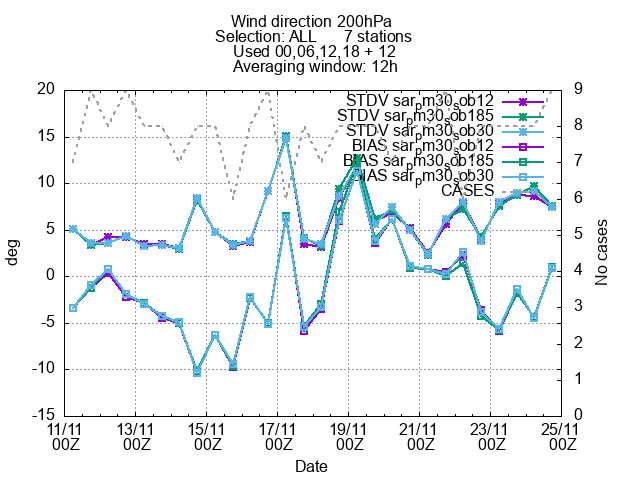 Wind direction 200hPa
Selection: ALL 7 stations
Used 00,06,12,18 + 12
Averaging window: 12h
STDV sar_pm30_sob12
STDV sar_pm30_sob185
STDV sar_pm30_sob30
BIAS sar_pm30_sob12
BIAS sar_pm30_sob185
BIAS sar_pm30_sob30
CASES
20
15
10
5
0
-5
-10
-15
deg
9
8
7
6
5
4
3
2
1
0
No cases
11/11 13/11 15/11 17/11 19/11 21/11 23/11 25/11
00Z 00Z 00Z 00Z 00Z 00Z 00Z 00Z
Date